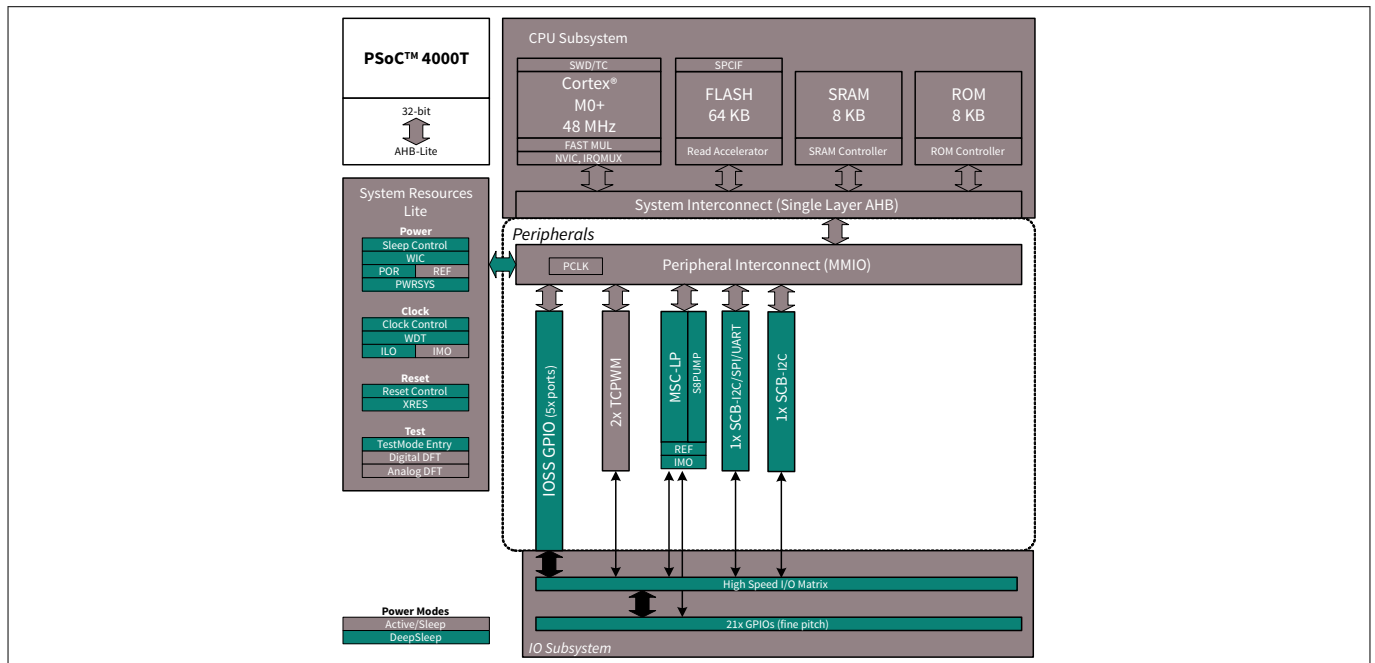 PSoC™ 4000T
32-bit
AHB-Lite
CPU Subsystem
SWD/TC
Cortex®
M0+
48 MHz
FAST MUL
NVIC, IRQMUX
SPCIF
FLASH
64 KB
Read Accelerator
SRAM
8 KB
SRAM Controller
ROM
8 KB
ROM Controller
System Interconnect (Single Layer AHB)
System Resources
Lite
Power
Sleep Control
WIC
POR
REF
PWRSYS
Clock
Clock Control
WDT
ILO
IMO
Reset
Reset Control
XRES
Test
TestMode Entry
Digital DFT
Analog DFT
Peripherals
PCLK
Peripheral Interconnect (MMIO)
IOSS GPIO (5x ports)
2x TCPWM
MSC-LP
S8PUMP
REF
IMO
1x SCB-I2C/SPI/UART
1x SCB-I2C
High Speed I/O Matrix
21x GPIOs (fine pitch)
IO Subsystem
Power Modes
Active/Sleep
DeepSleep